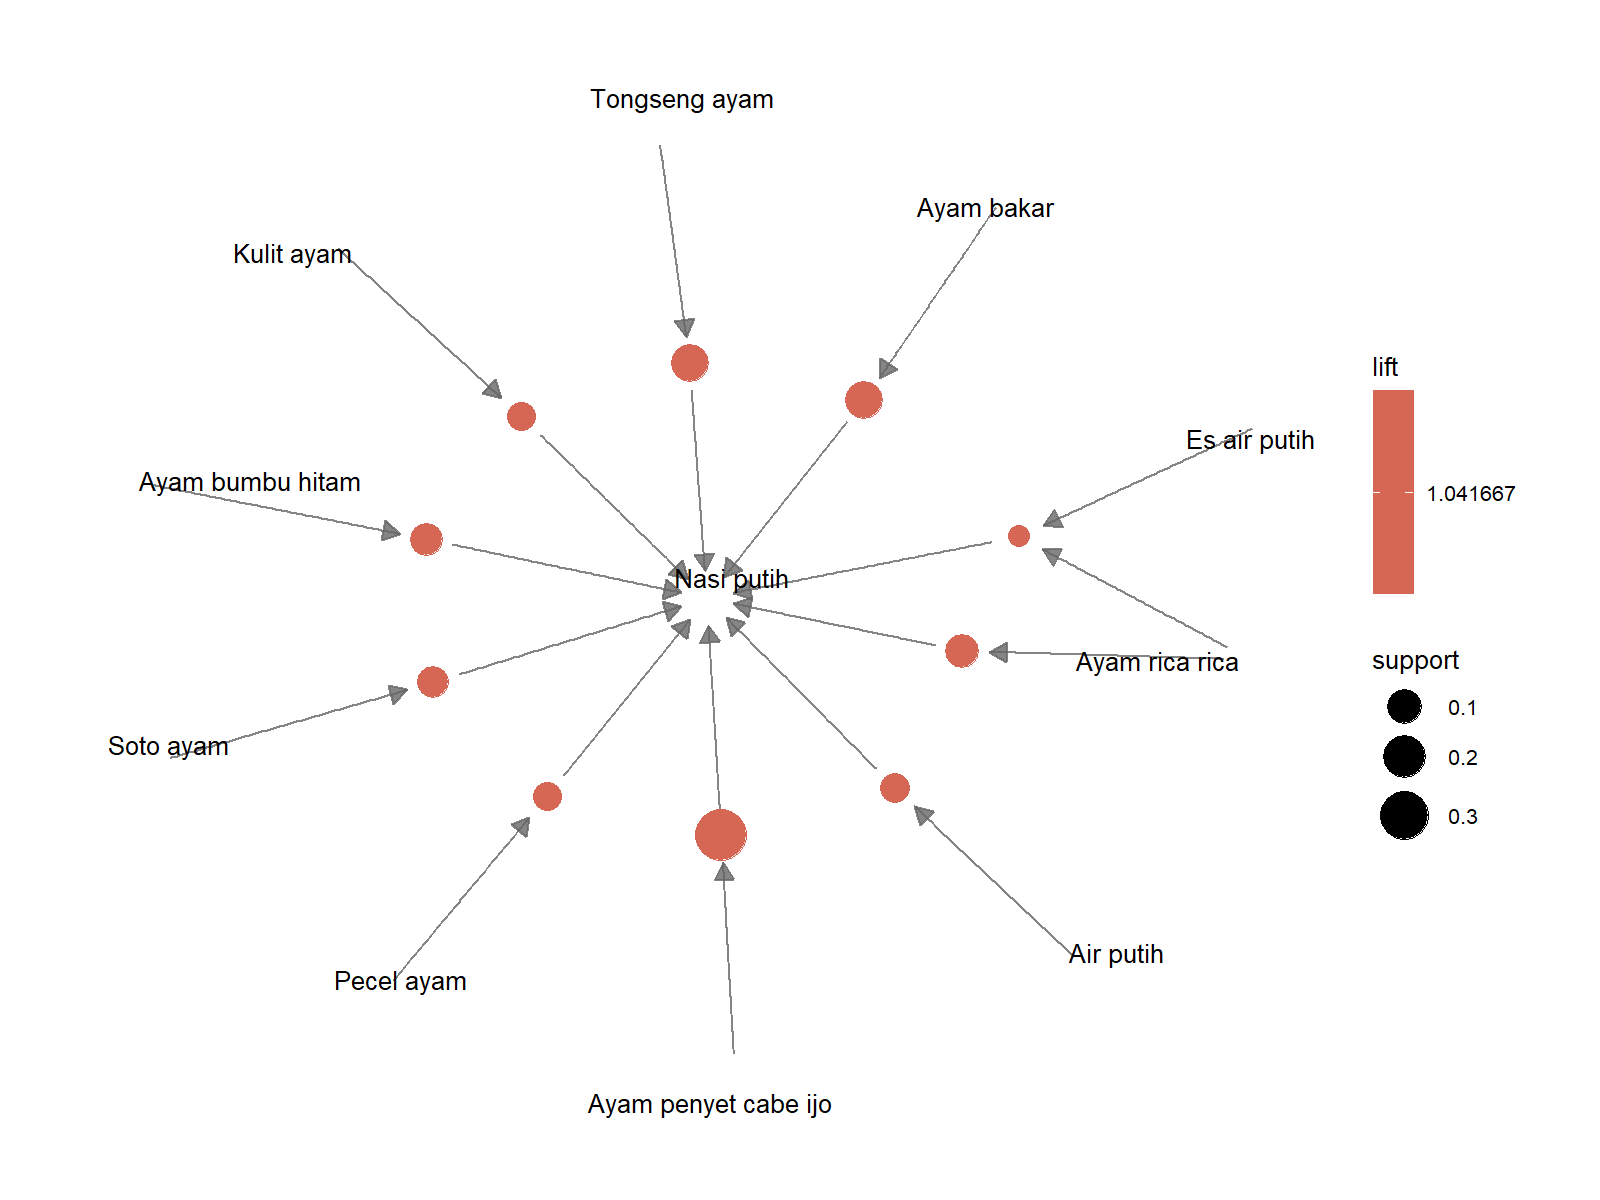 Tongseng ayam
Ayam bakar
Kulit ayam
Es air putih
Ayam bumbu hitam
Nasi putih
Ayam rica rica
Soto ayam
Pecel ayam
Air putih
Ayam penyet cabe ijo
lift
1.041667
support
0.1
0.2
0.3